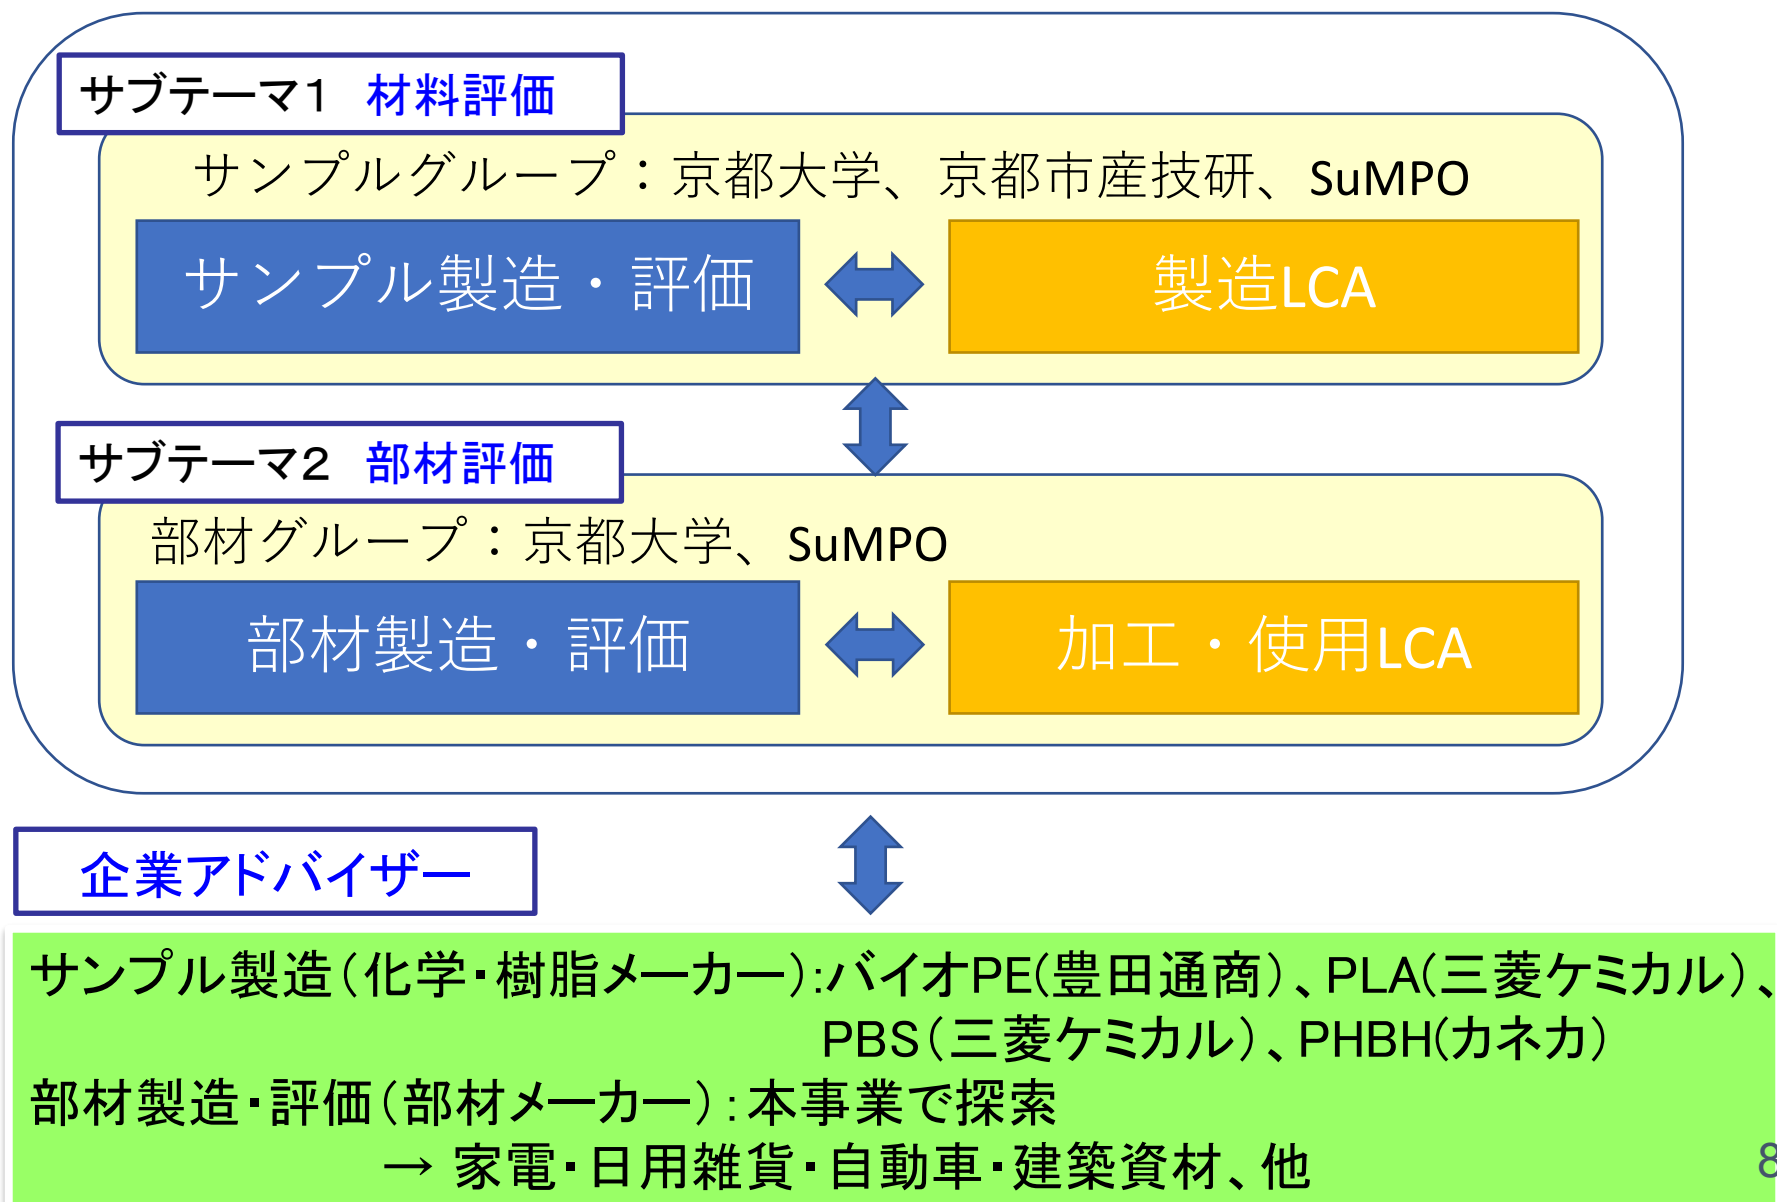 サブテーマ1　材料評価
サンプルグループ：京都大学、京都市産技研、SuMPO
サンプル製造・評価
製造LCA
サブテーマ2　部材評価
部材グループ：京都大学、SuMPO
部材製造・評価
加工・使用LCA
企業アドバイザー
サンプル製造（化学・樹脂メーカー）：バイオPE(豊田通商）、PLA(三菱ケミカル）、
PBS（三菱ケミカル）、PHBH(カネカ）
部材製造・評価（部材メーカー）：本事業で探索
→ 家電・日用雑貨・自動車・建築資材、他
8